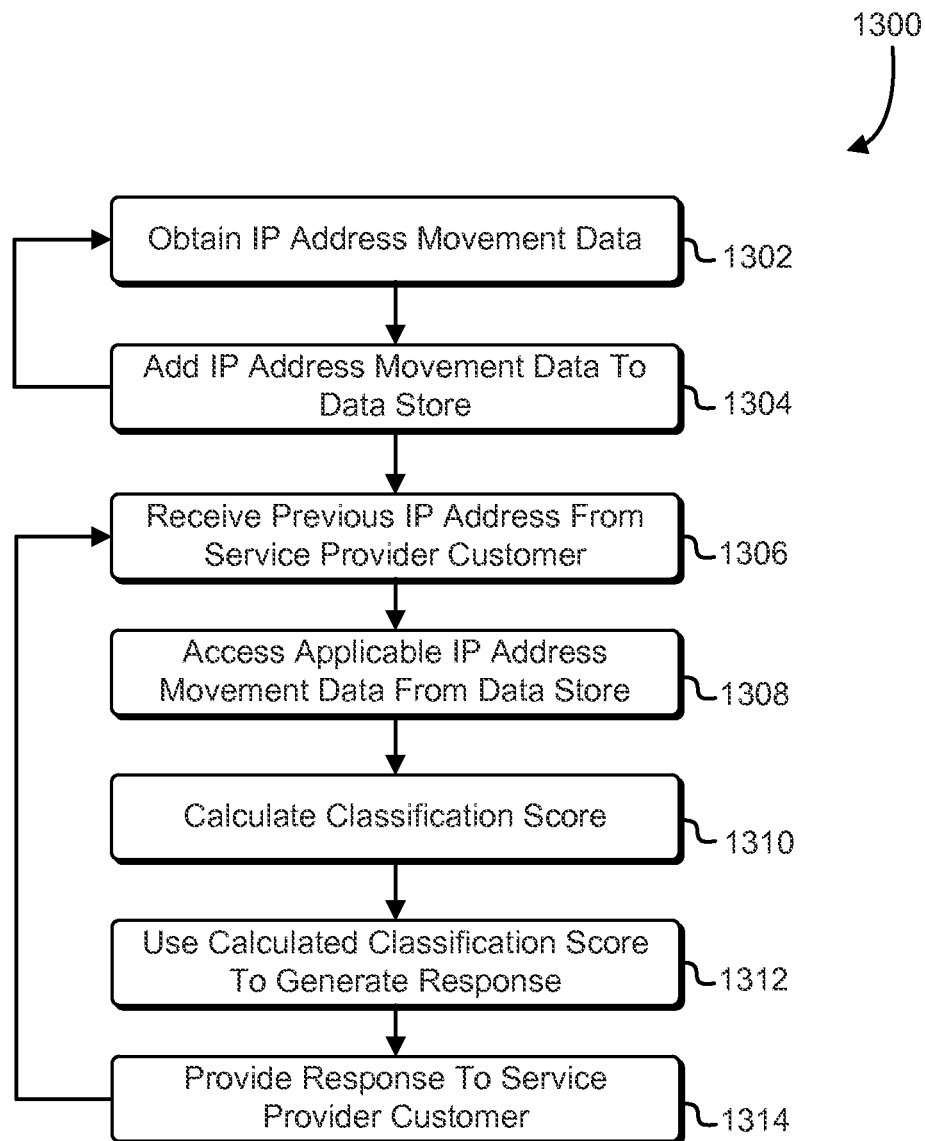 1300
Obtain IP Address Movement Data
1302
Add IP Address Movement Data To
Data Store
1304
Receive Previous IP Address From
Service Provider Customer
1306
Access Applicable IP Address
Movement Data From Data Store
1308
Calculate Classification Score
1310
Use Calculated Classification Score
To Generate Response
1312
Provide Response To Service
Provider Customer
1314